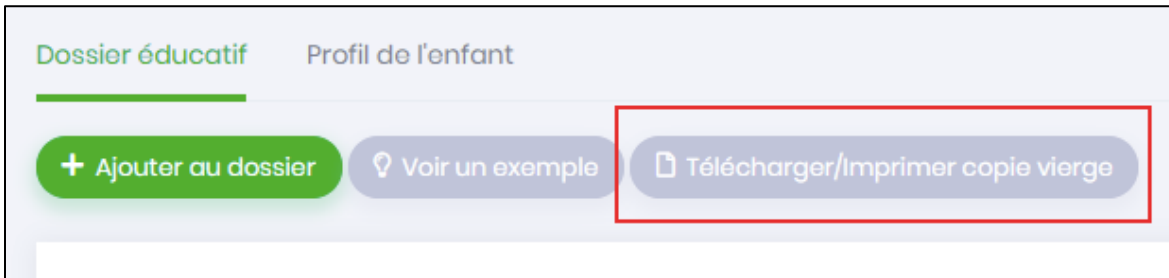 Dossier éducatif Profil de l'enfant
+ Ajouter au dossier Voir un exemple Télécharger/Imprimer copie vierge